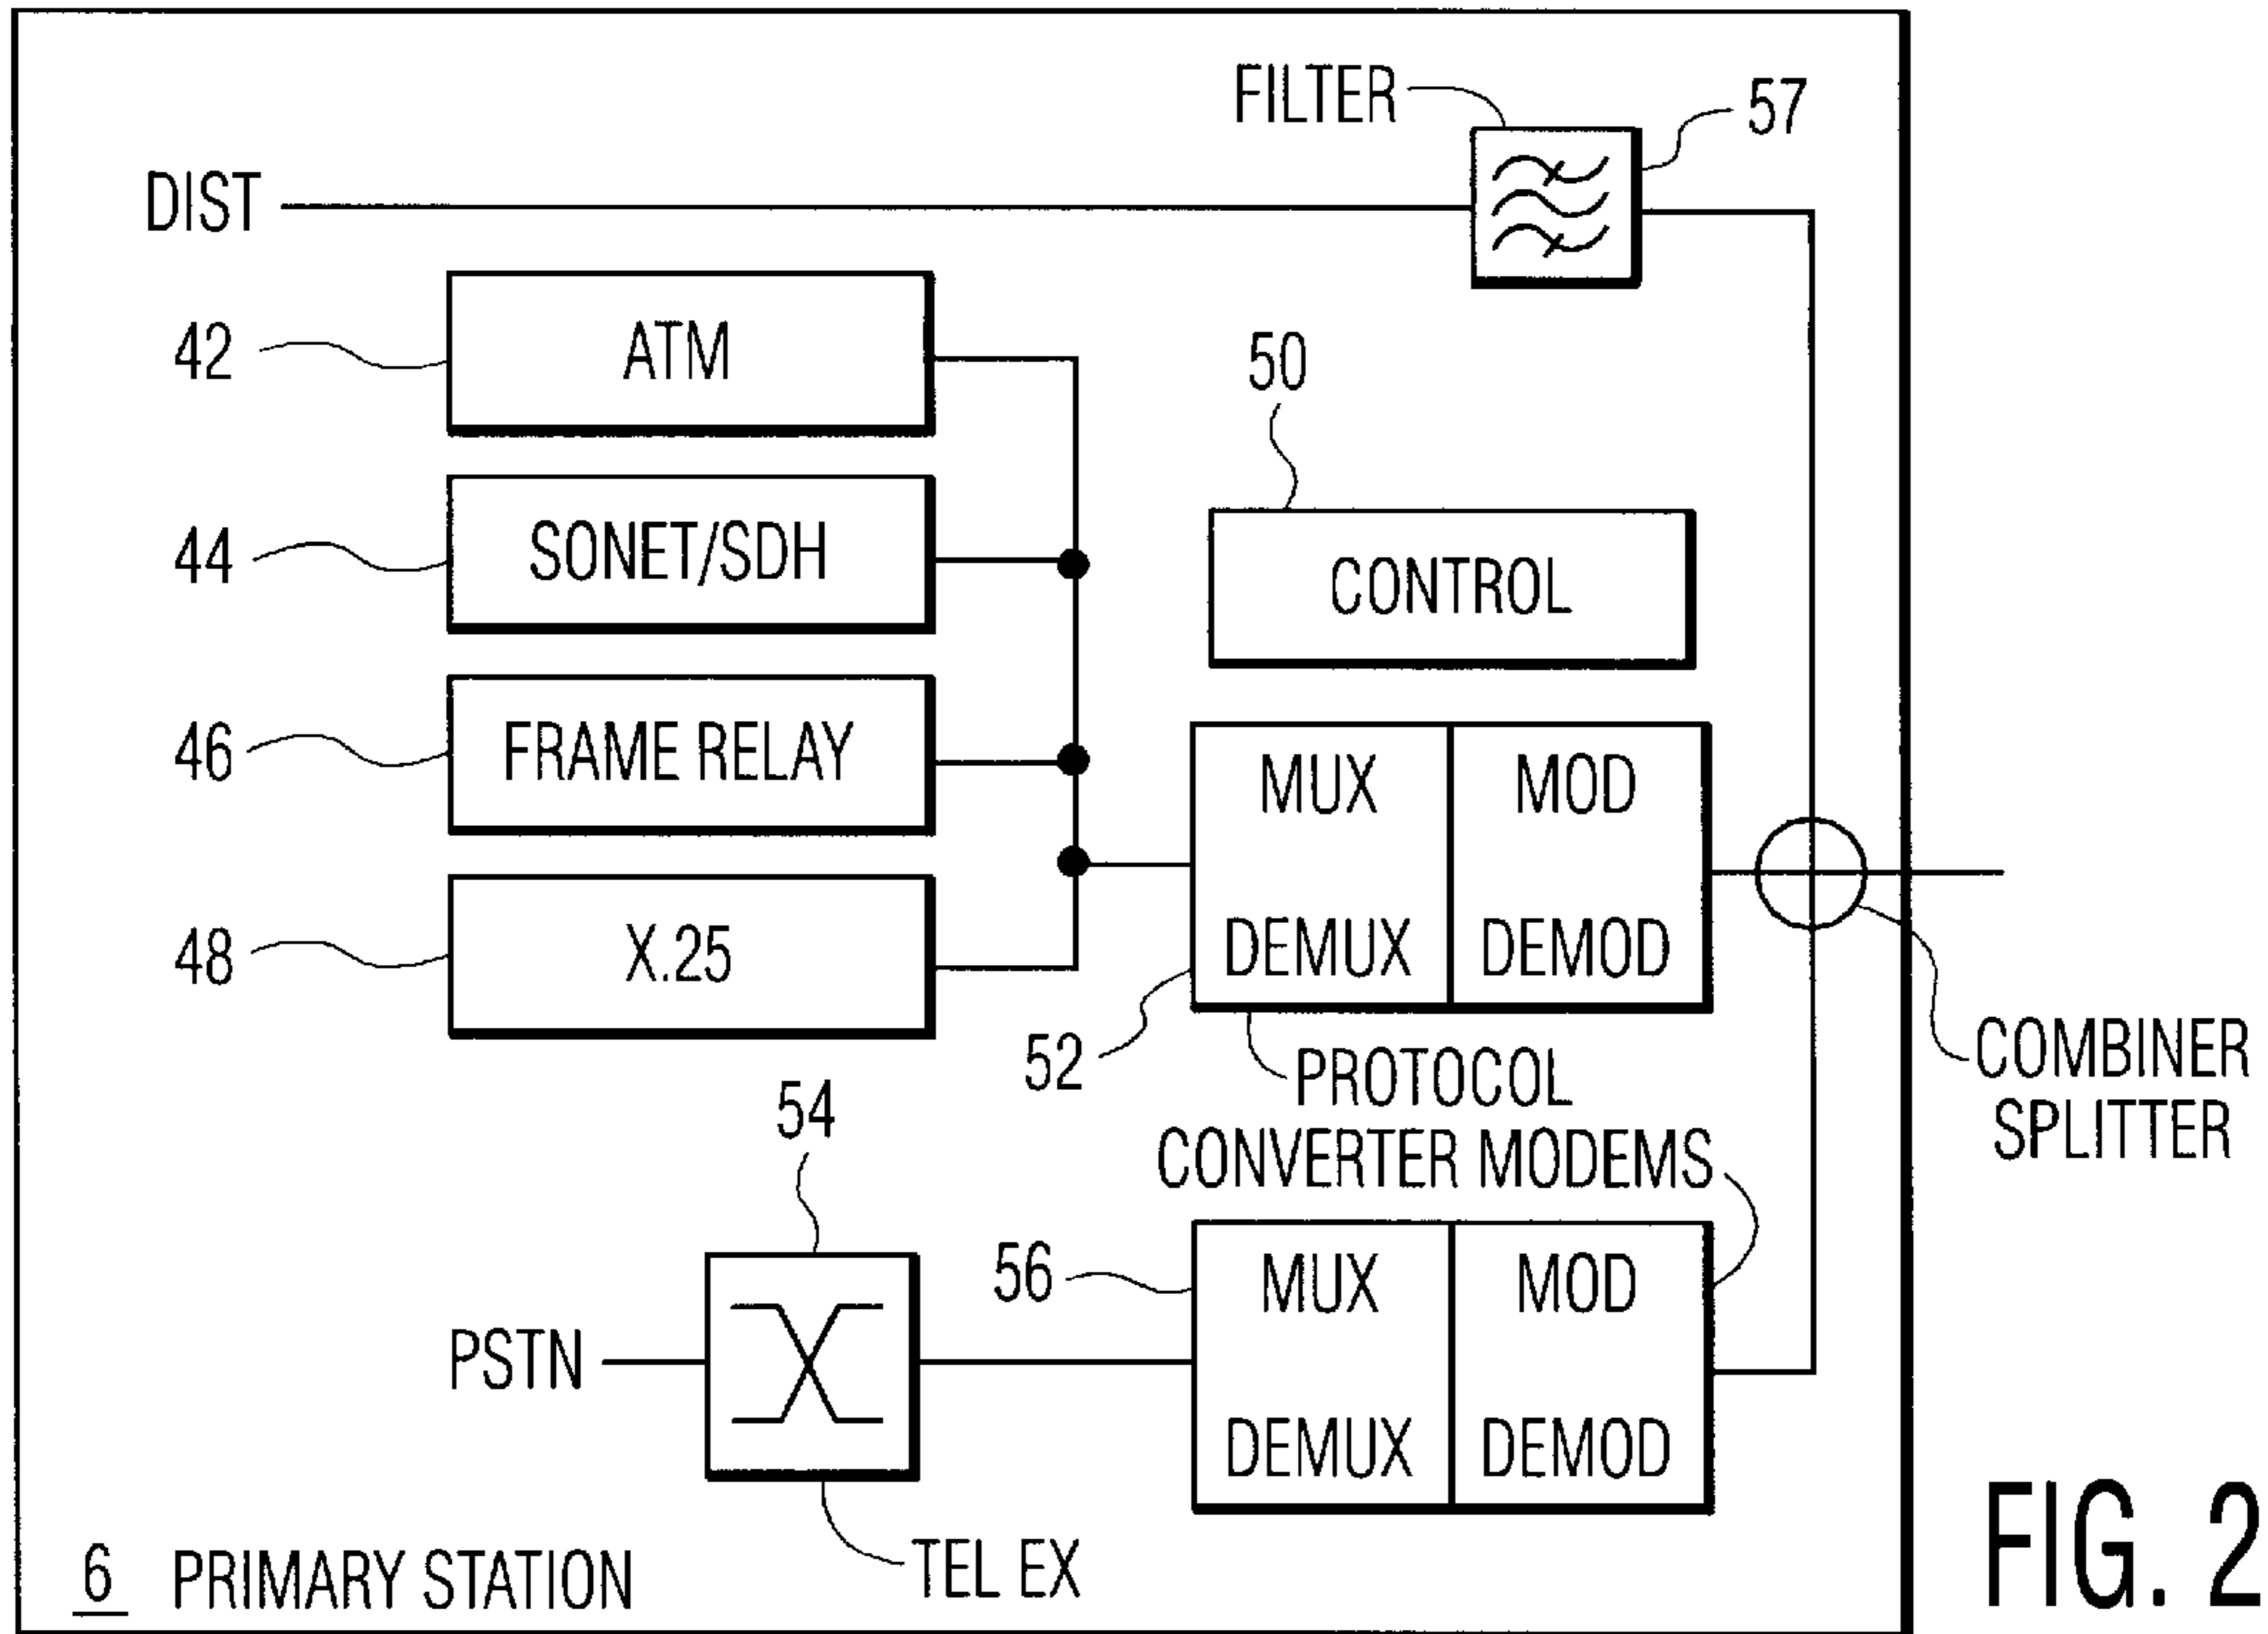 FILTER
57
DIST
42
ATM
50
44
SONET/SDH
CONTROL
46
FRAME RELAY
MUX
MOD
48
X.25
DEMUX
DEMOD
52
PROTOCOL
CONVERTER MODEMS
COMBINER
SPLITTER
54
56
MUX
MOD
PSTN
DEMUX
DEMOD
TEL EX
6 PRIMARY STATION
FIG. 2